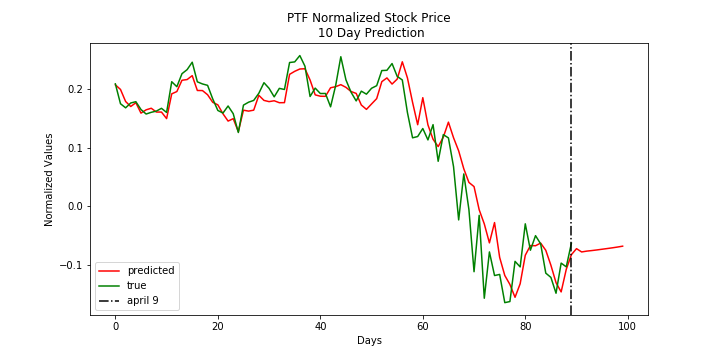 PTF Normalized Stock Price
10 Day Prediction
Normalized Values
0.2
0.1
0.0
−0.1
predicted
true
april 9
0 20 40 60 80 100
Days